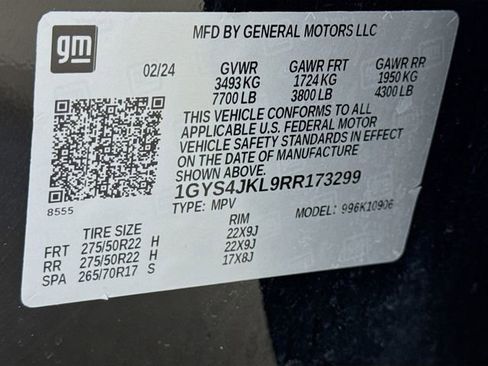 gm
MFD BY GENERAL MOTORS LLC
02/24 GVWR GAWR FRT GAWR RR
3493 KG 1724 KG 1950 KG
7700 LB 3800 LB 4300 LB
THIS VEHICLE CONFORMS TO ALL
APPLICABLE U.S. FEDERAL MOTOR
VEHICLE SAFETY STANDARDS IN EFFECT
ON THE DATE OF MANUFACTURE
SHOWN ABOVE.
1GYS4JKL9RR173299
8555 TYPE: MPV MODEL: 996K10906
TIRE SIZE RIM
FRT 275/50R22 H 22X9J
RR 275/50R22 H 22X9J
SPA 265/70R17 S 17X8J